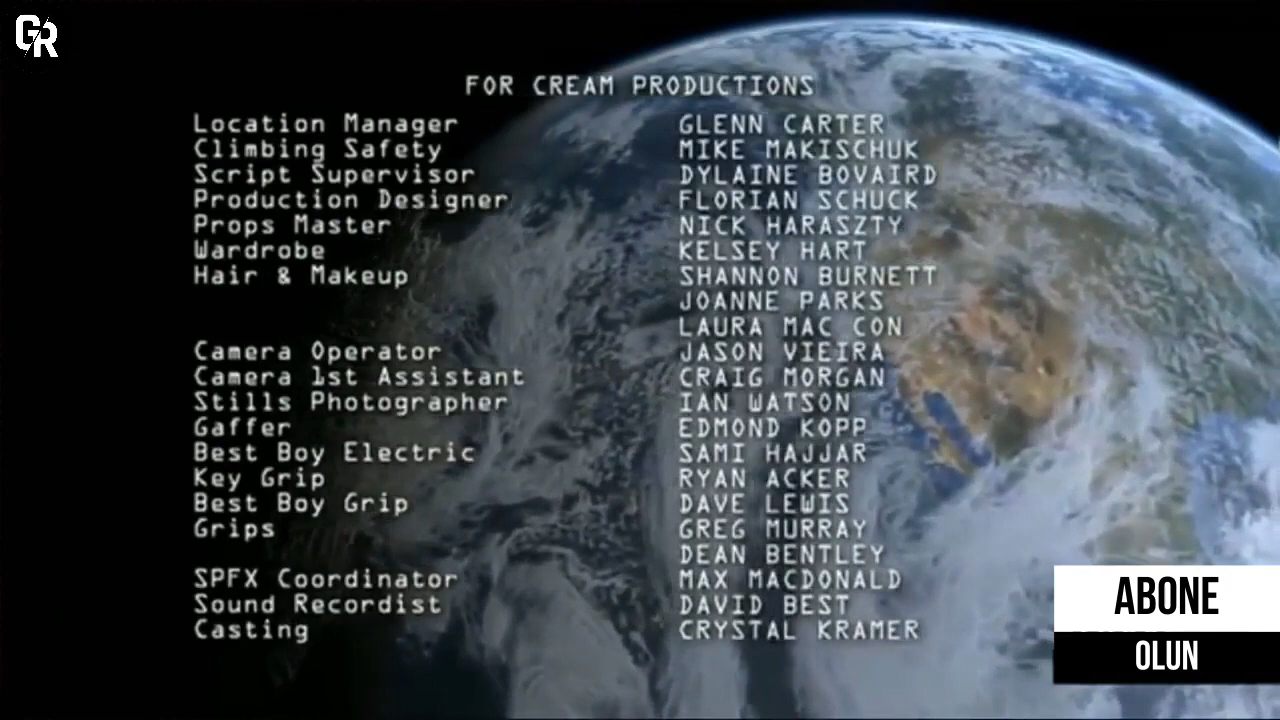 GR
FOR CREAM PRODUCTIONS
Location Manager GLENN CARTER
Climbing Safety MIKE MAKISCHUK
Script Supervisor DYLAINE BOVAIRD
Production Designer FLORIAN SCHUCK
Props Master NICK HARASZTY
Wardrobe KELSEY HART
Hair & Makeup SHANNON BURNETT
JOANNE PARKS
LAURA MAC CON
Camera Operator JASON VIEIRA
Camera 1st Assistant CRAIG MORGAN
Stills Photographer IAN WATSON
Gaffer EDMOND KOPP
Best Boy Electric SAMI HAJJAR
Key Grip RYAN ACKER
Best Boy Grip DAVE LEWIS
Grips GREG MURRAY
DEAN BENTLEY
SPFX Coordinator MAX MACDONALD
Sound Recordist DAVID BEST
Casting CRYSTAL KRAMER
ABONE
OLUN